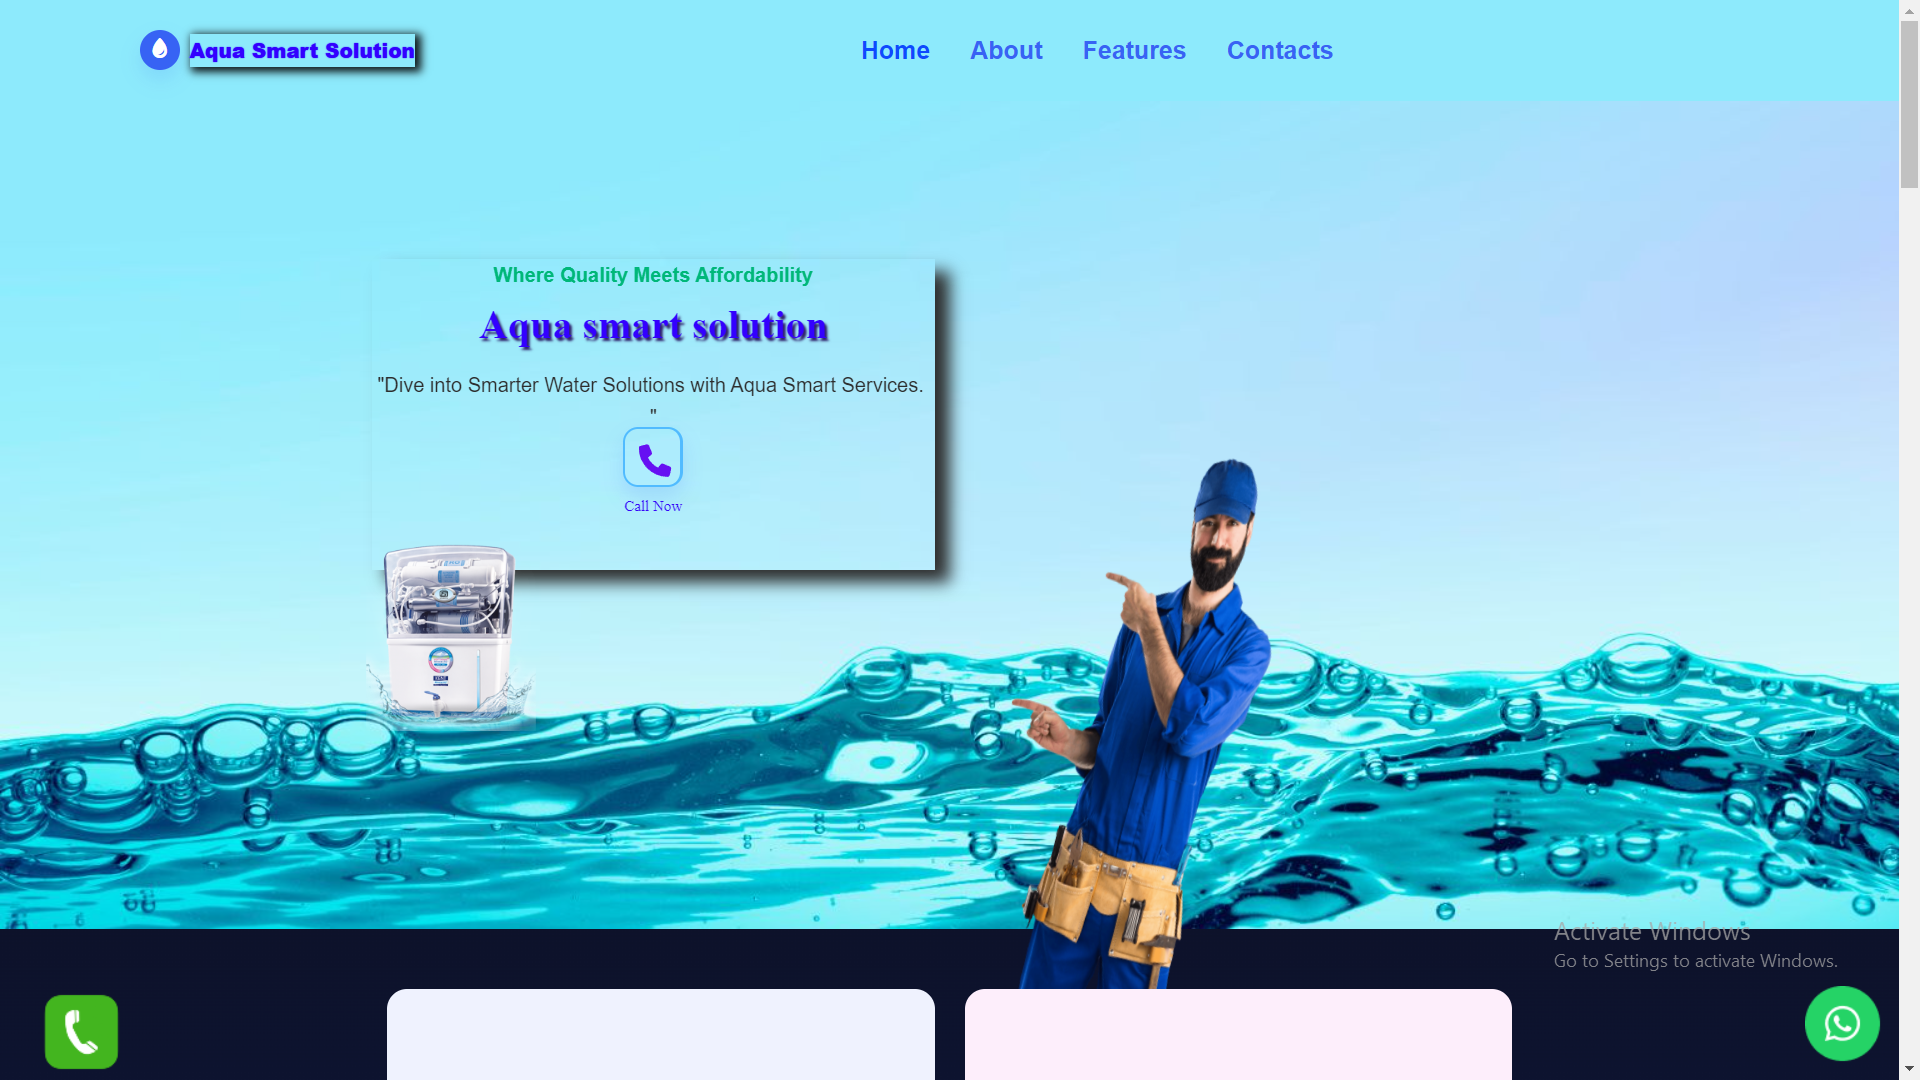 Aqua Smart Solution
Home
About
Features
Contacts
Where Quality Meets Affordability
Aqua smart solution
"Dive into Smarter Water Solutions with Aqua Smart Services.
"
Call Now
Activate Windows
Go to Settings to activate Windows.